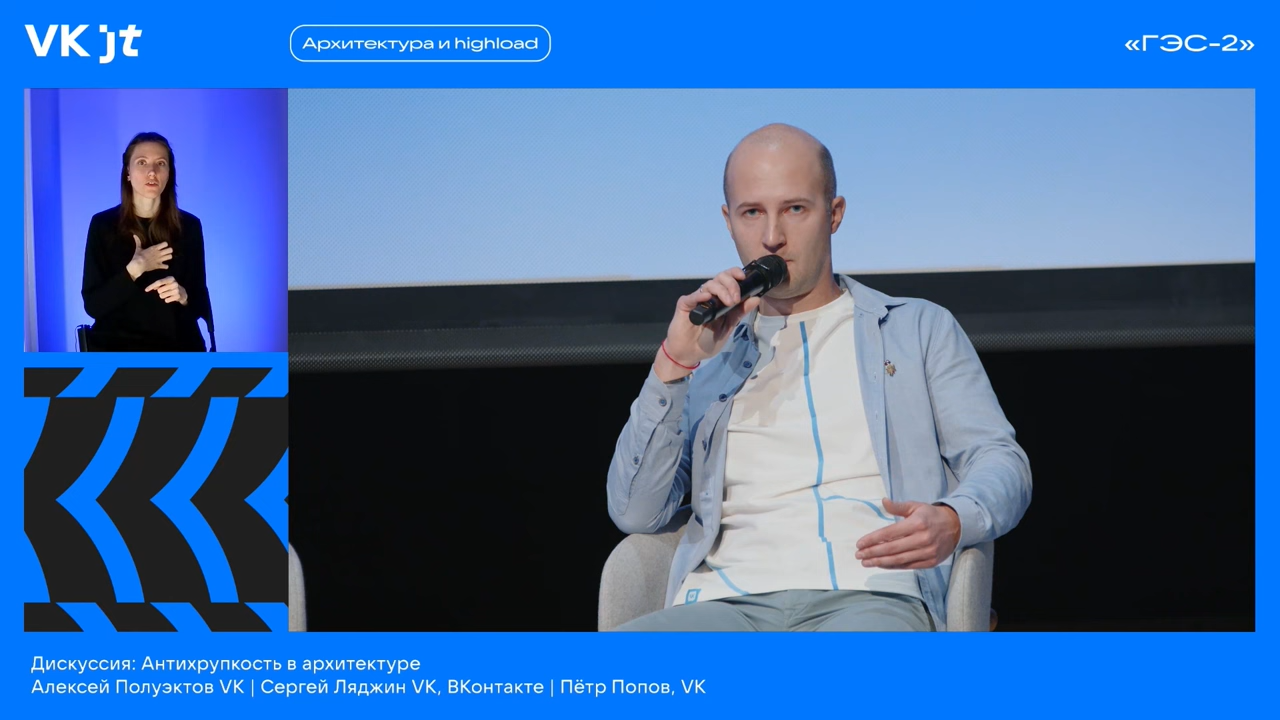 VK jt
Архитектура и highload
«ГЭС-2»
Дискуссия: Антихрупкость в архитектуре
Алексей Полуэктов VK | Сергей Ляджин VK, ВКонтакте | Пётр Попов, VK